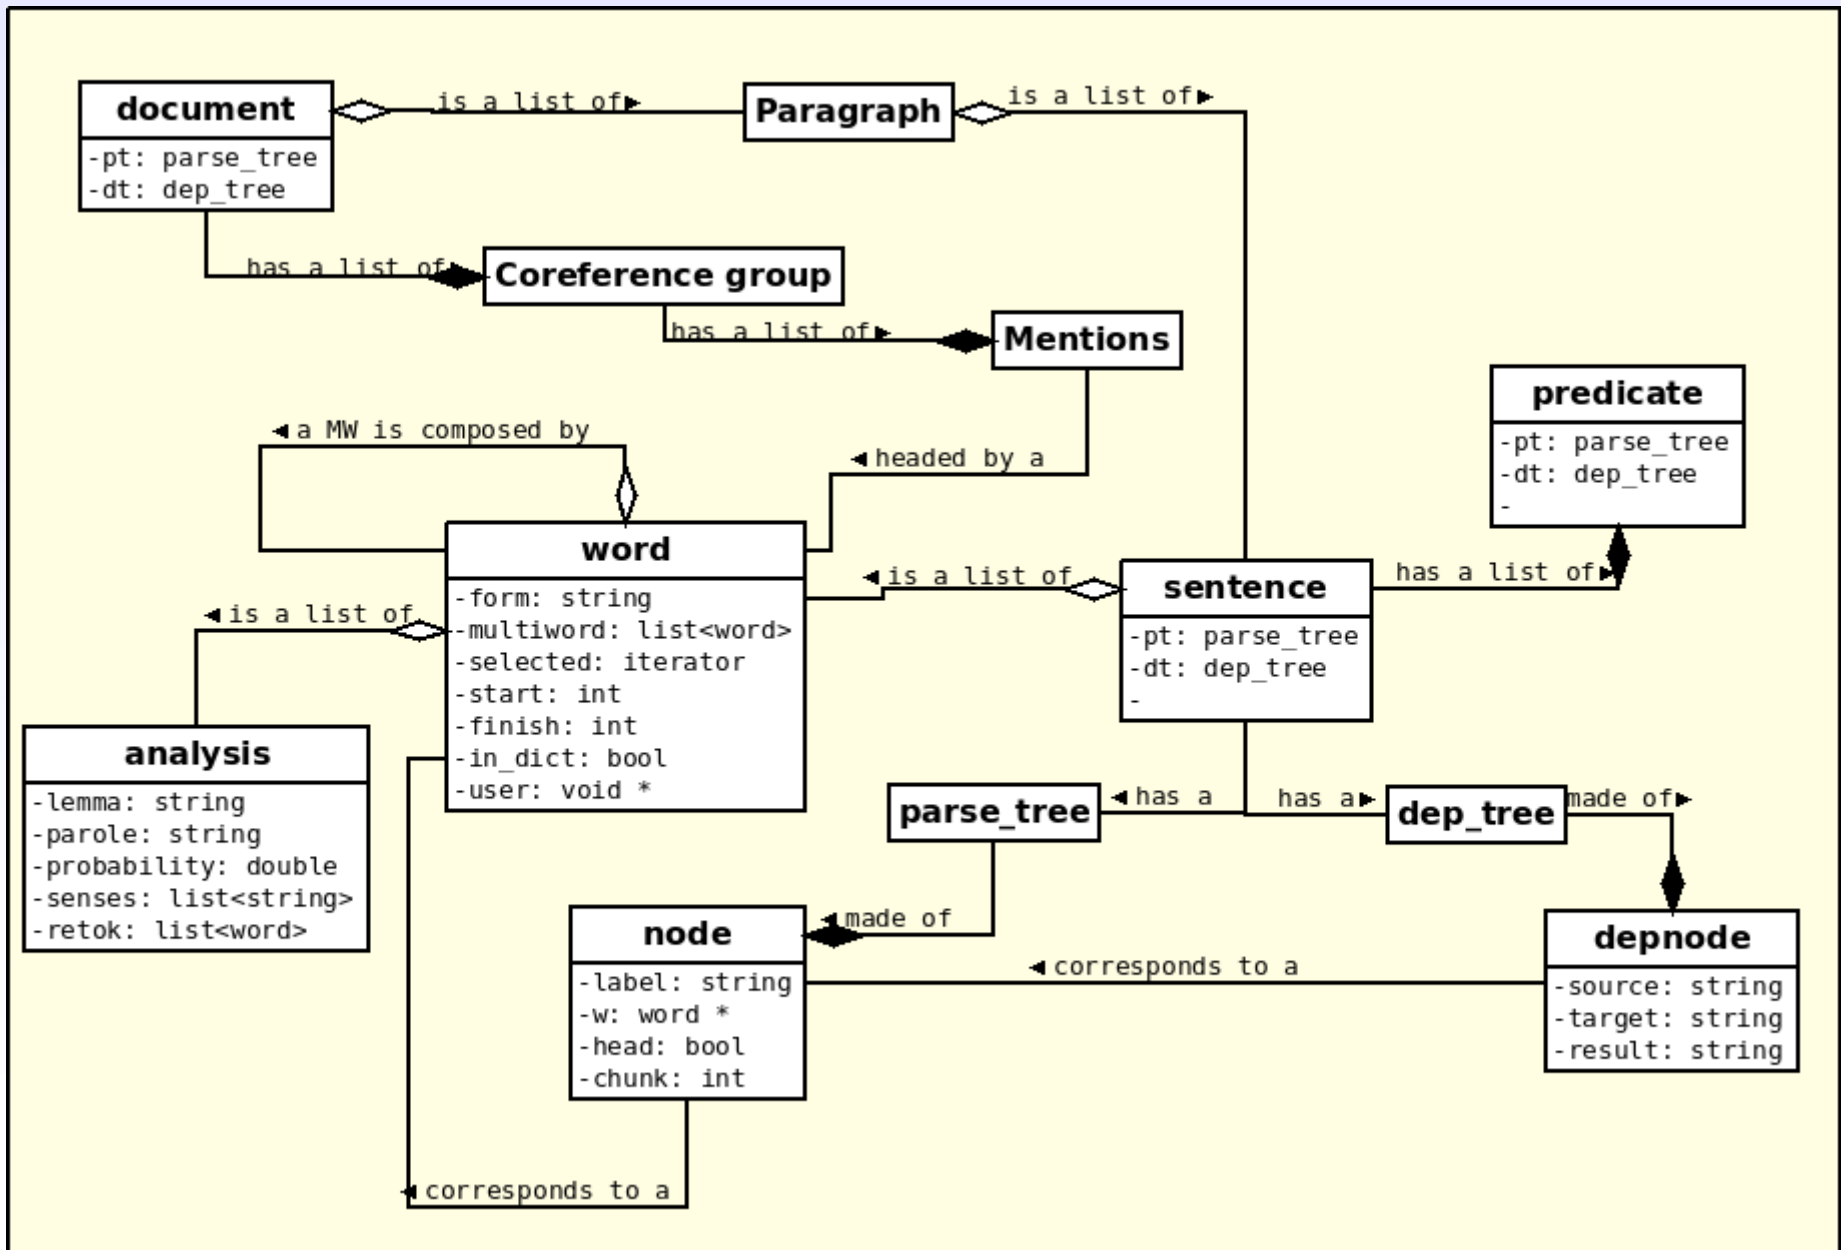 document
-pt: parse_tree
-dt: dep_tree
is a list of►
Paragraph
is a list of►
has a list of►
Coreference group
has a list of►
Mentions
◄ headed by a
◄ a MW is composed by
word
-form: string
-multiword: list<word>
-selected: iterator
-start: int
-finish: int
-in_dict: bool
-user: void *
◄ is a list of
analysis
-lemma: string
-parole: string
-probability: double
-senses: list<string>
-retok: list<word>
◄ is a list of
sentence
-pt: parse_tree
-dt: dep_tree
-
has a list of►
predicate
-pt: parse_tree
-dt: dep_tree
-
◄ has a
parse_tree
has a►
dep_tree
made of►
◄ made of
node
-label: string
-w: word *
-head: bool
-chunk: int
◄ corresponds to a
depnode
-source: string
-target: string
-result: string
◄ corresponds to a